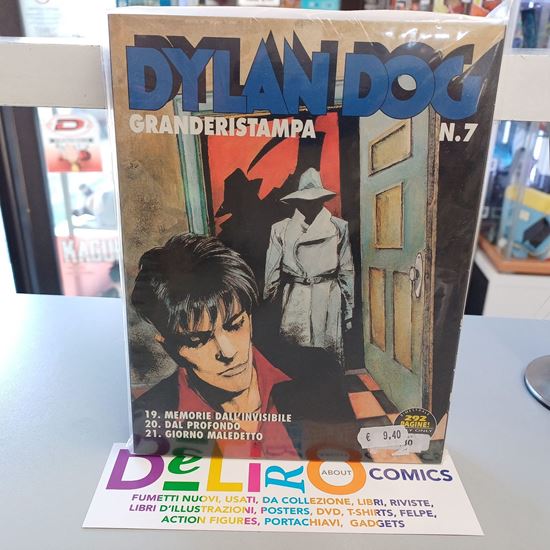 DYLAN DOG
GRANDERISTAMPA
N.7
19. MEMORIE DALL'INVISIBILE
20. DAL PROFONDO
21. GIORNO MALEDETTO
292
PAGINE!
€ 9.40
DeLiRO ABOUT COMICS
FUMETTI NUOVI, USATI, DA COLLEZIONE, LIBRI, RIVISTE,
LIBRI D'ILLUSTRAZIONI, POSTERS, DVD, T-SHIRTS, FELPE,
ACTION FIGURES, PORTACHIAVI, GADGETS